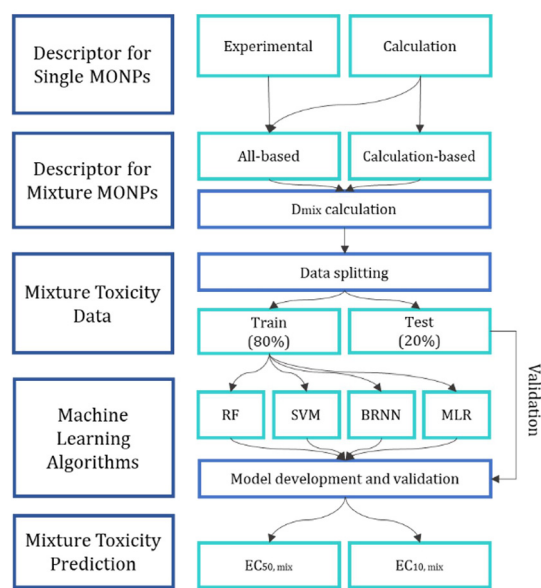 Descriptor for
Single MONPs
Experimental
Calculation
Descriptor for
Mixture MONPs
All-based
Calculation-based
Dmix calculation
Mixture Toxicity
Data
Data splitting
Train
(80%)
Test
(20%)
Validation
Machine
Learning
Algorithms
RF
SVM
BRNN
MLR
Model development and validation
Mixture Toxicity
Prediction
EC50, mix
EC10, mix